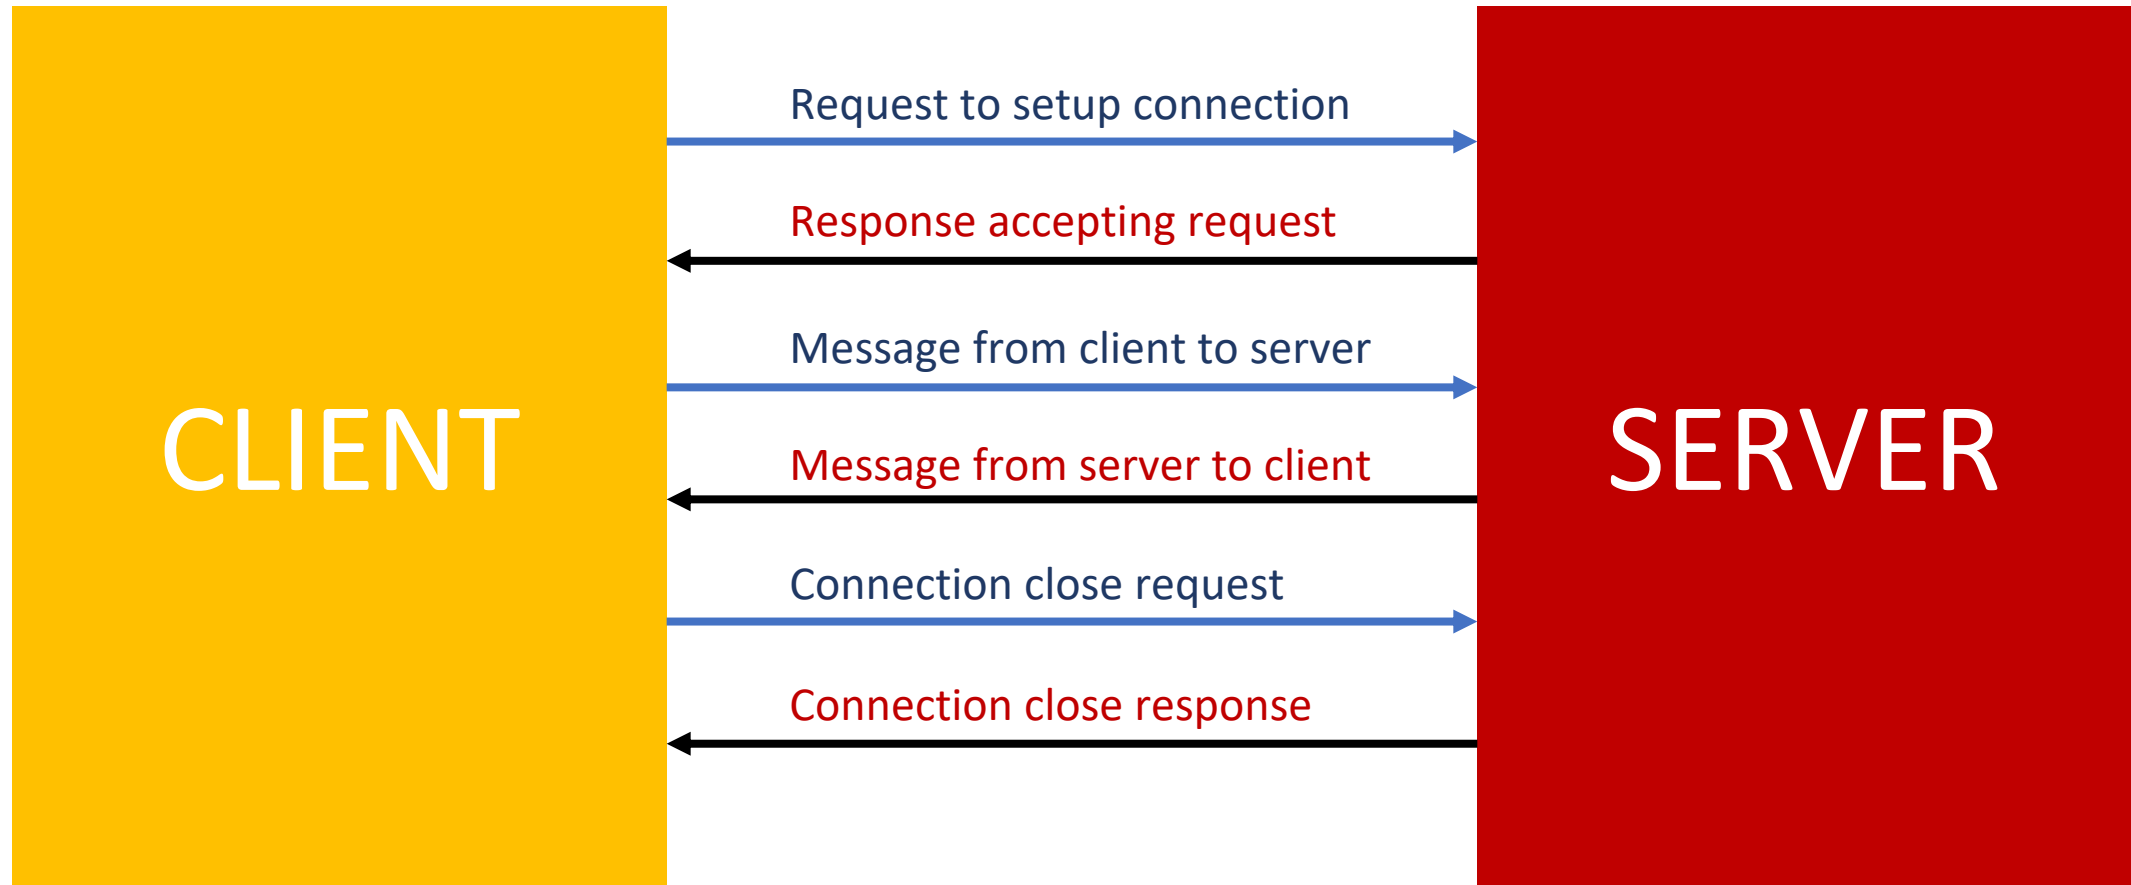 Request to setup connection
Response accepting request
Message from client to server
CLIENT
SERVER
Message from server to client
Connection close request
Connection close response